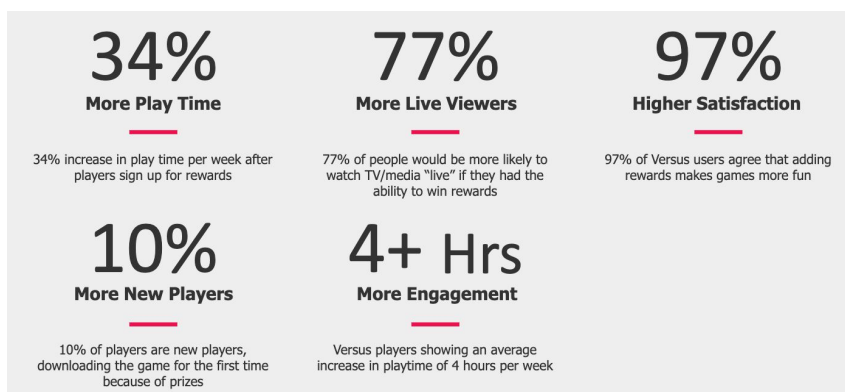 34%
More Play Time
34% increase in play time per week after
players sign up for rewards
77%
More Live Viewers
77% of people would be more likely to
watch TV/media “live” if they had the
ability to win rewards
97%
Higher Satisfaction
97% of Versus users agree that adding
rewards makes games more fun
10%
More New Players
10% of players are new players,
downloading the game for the first time
because of prizes
4+ Hrs
More Engagement
Versus players showing an average
increase in playtime of 4 hours per week